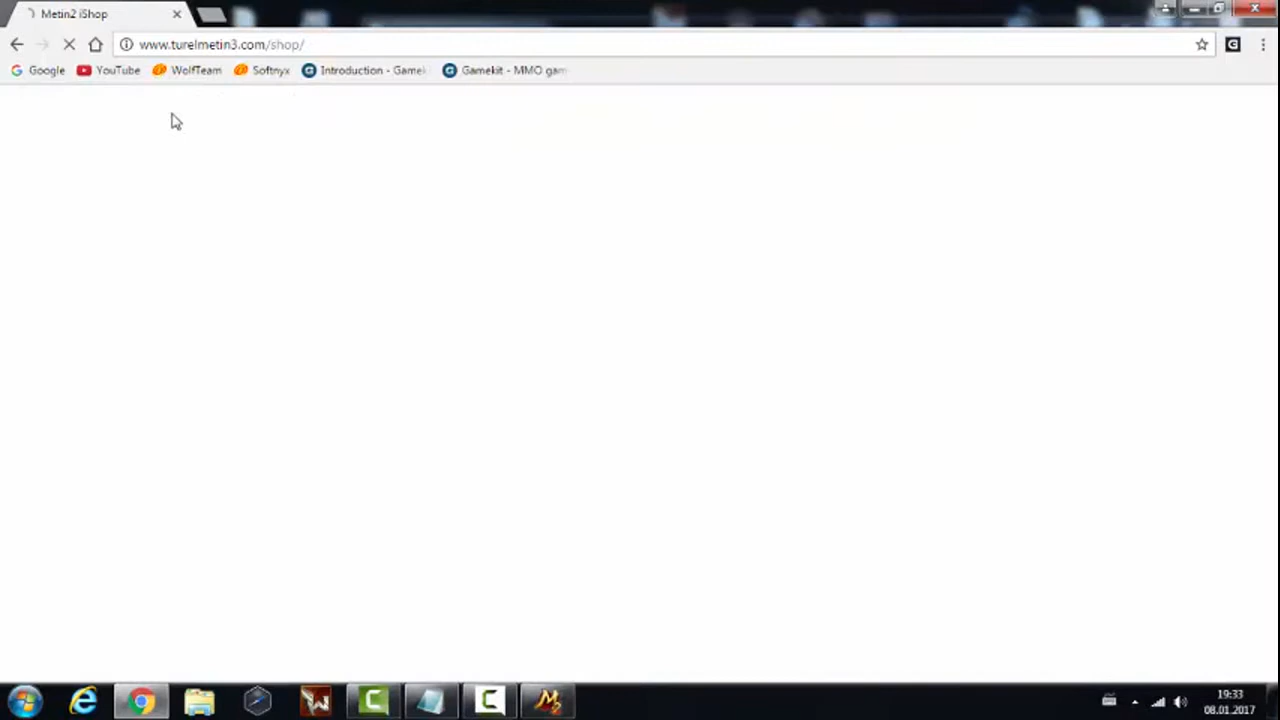 Metin2 iShop
www.turelmetin3.com/shop/
Google YouTube WolfTeam Softnyx Introduction - Gamek Gamekit - MMO gam
19:33
08.01.2017